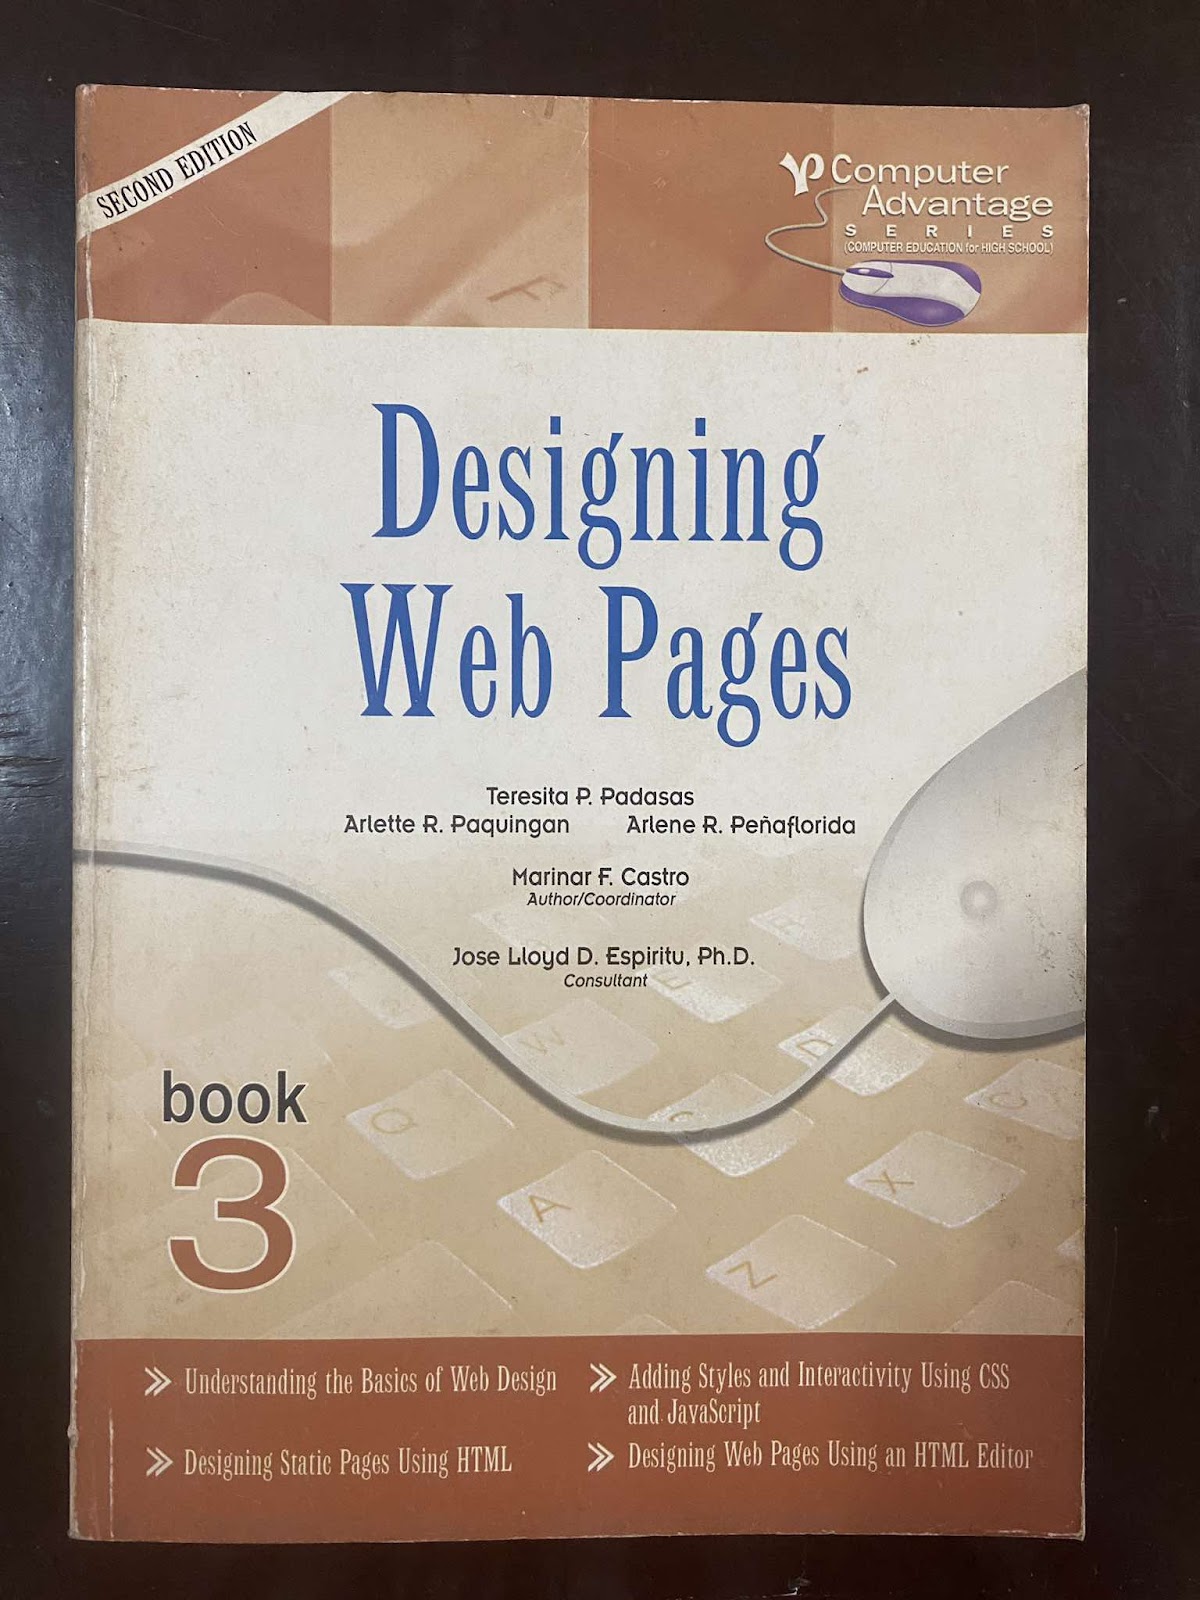 SECOND EDITION
Computer
Advantage
SERIES
(COMPUTER EDUCATION for HIGH SCHOOL)
Designing
Web Pages
Teresita P. Padasas
Arlette R. Paquingan Arlene R. Peñaflorida
Marinar F. Castro
Author/Coordinator
Jose Lloyd D. Espiritu, Ph.D.
Consultant
W
D
Q
C
C
A
X
Z
book
3
Understanding the Basics of Web Design
Designing Static Pages Using HTML
Adding Styles and Interactivity Using CSS
and JavaScript
Designing Web Pages Using an HTML Editor